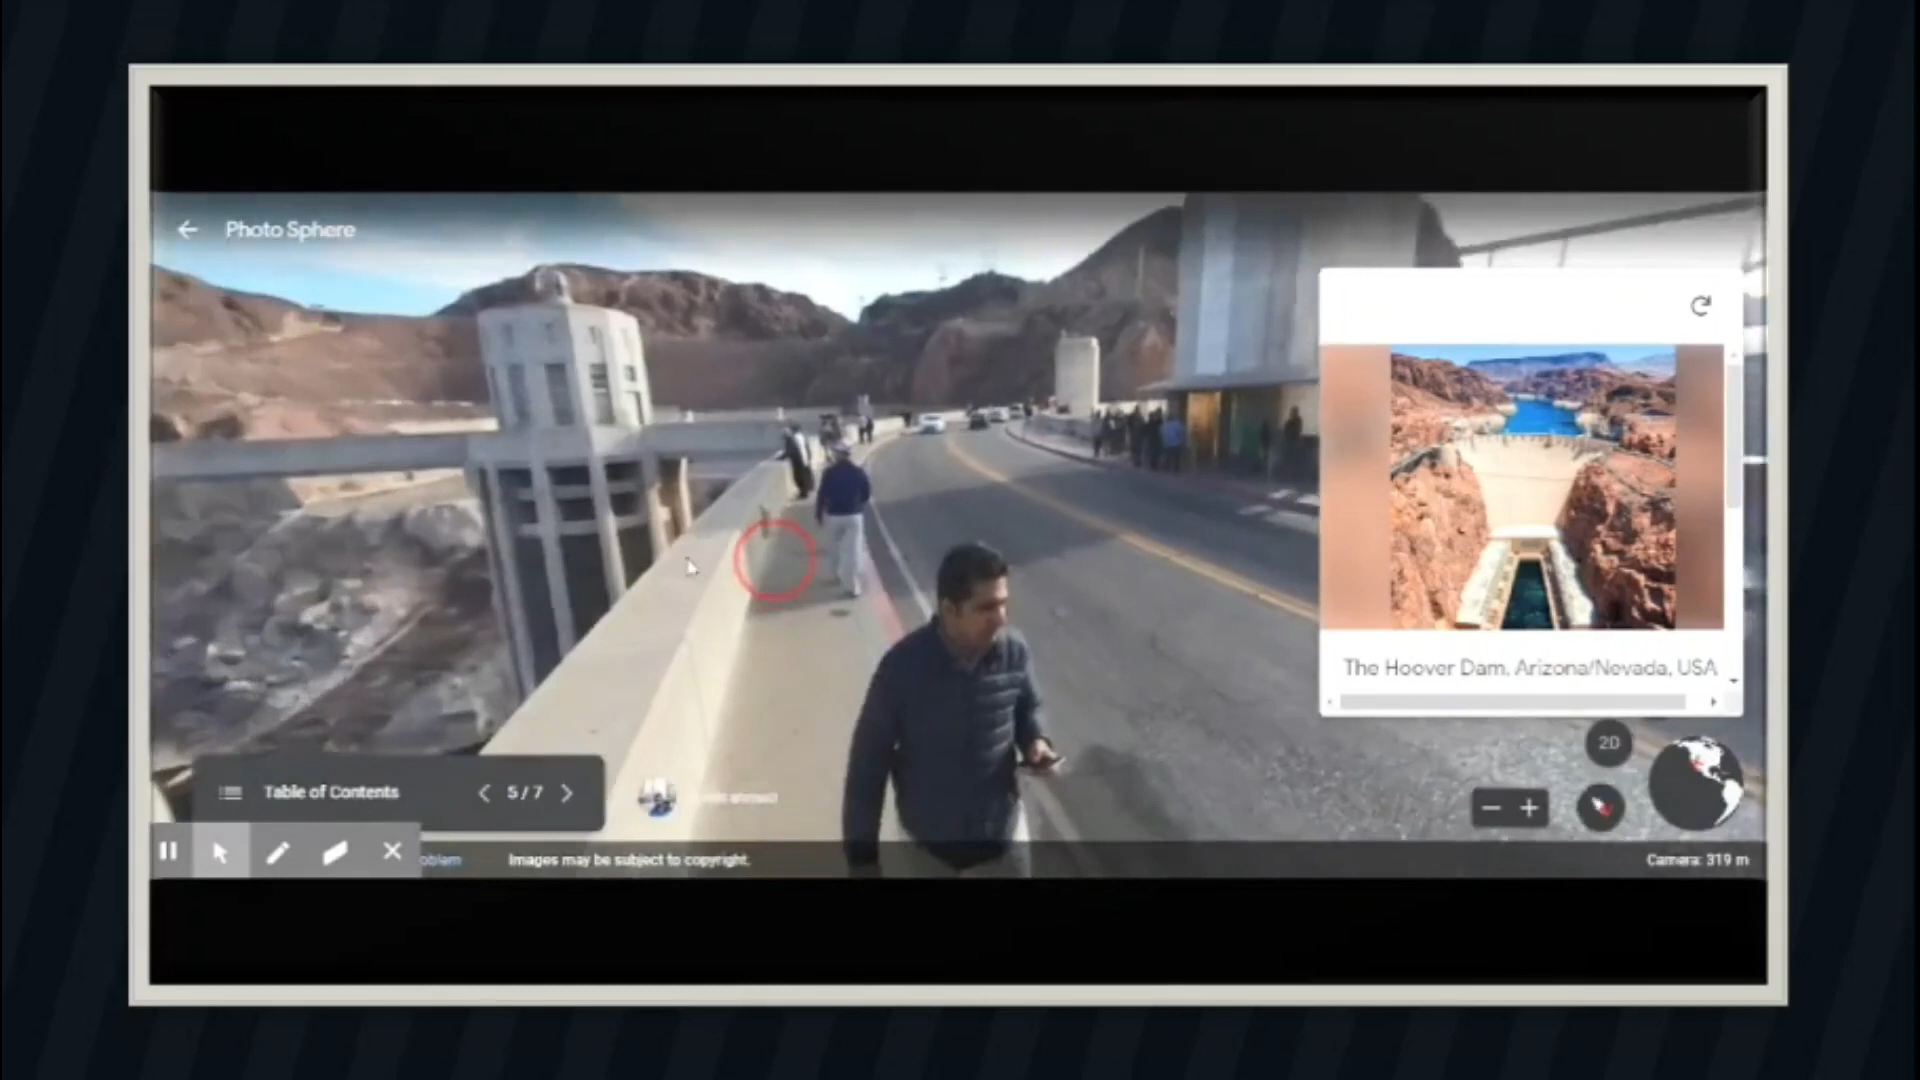 Photo Sphere
The Hoover Dam, Arizona/Nevada, USA
2D
Table of Contents
5 / 7
oblem
Images may be subject to copyright.
Camera: 319 m